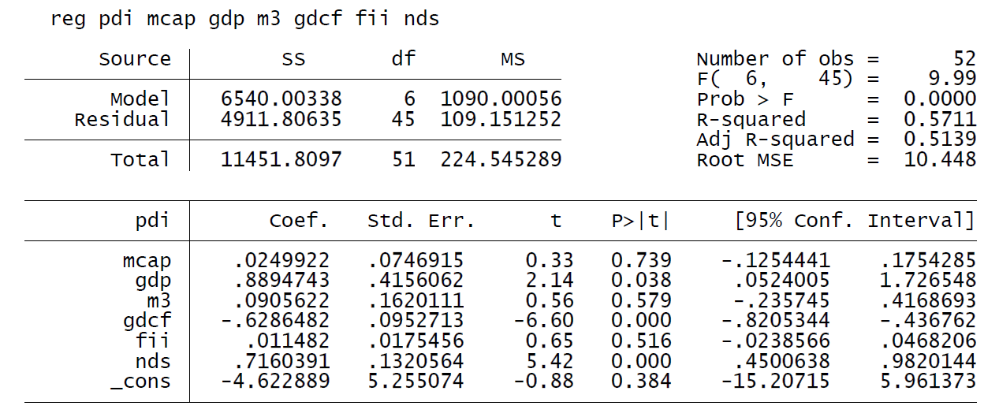 reg pdi mcap gdp m3 gdcf fii nds
Source SS df MS Number of obs = 52
F( 6, 45) = 9.99
Model 6540.00338 6 1090.00056 Prob > F = 0.0000
Residual 4911.80635 45 109.151252 R-squared = 0.5711
Adj R-squared = 0.5139
Total 11451.8097 51 224.545289 Root MSE = 10.448
pdi Coef. Std. Err. t P>|t| [95% Conf. Interval]
mcap .0249922 .0746915 0.33 0.739 -.1254441 .1754285
gdp .8894743 .4156062 2.14 0.038 .0524005 1.726548
m3 .0905622 .1620111 0.56 0.579 -.235745 .4168693
gdcf -.6286482 .0952713 -6.60 0.000 -.8205344 -.436762
fii .011482 .0175456 0.65 0.516 -.0238566 .0468206
nds .7160391 .1320564 5.42 0.000 .4500638 .9820144
_cons -4.622889 5.255074 -0.88 0.384 -15.20715 5.961373